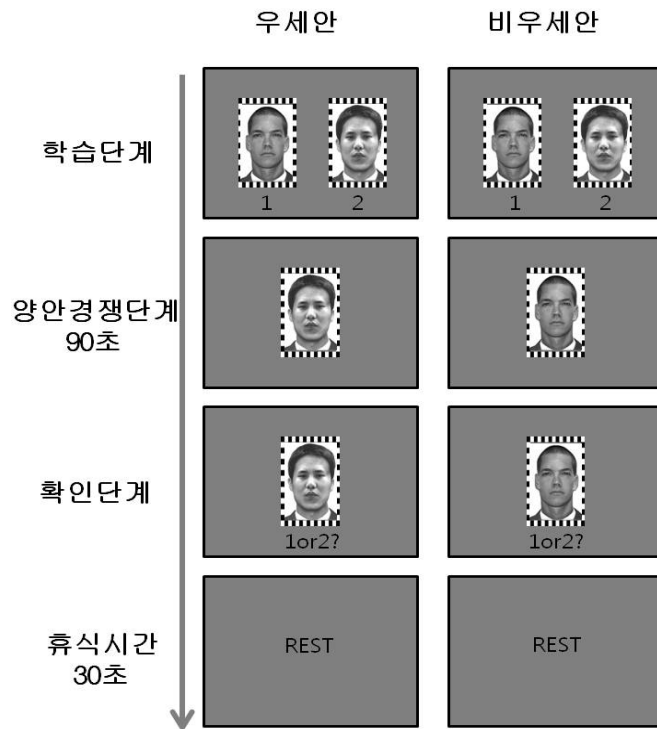 우세안 비우세안
학습단계
1 2 1 2
양안경쟁단계
90초
확인단계
1or2? 1or2?
휴식시간
30초
REST REST